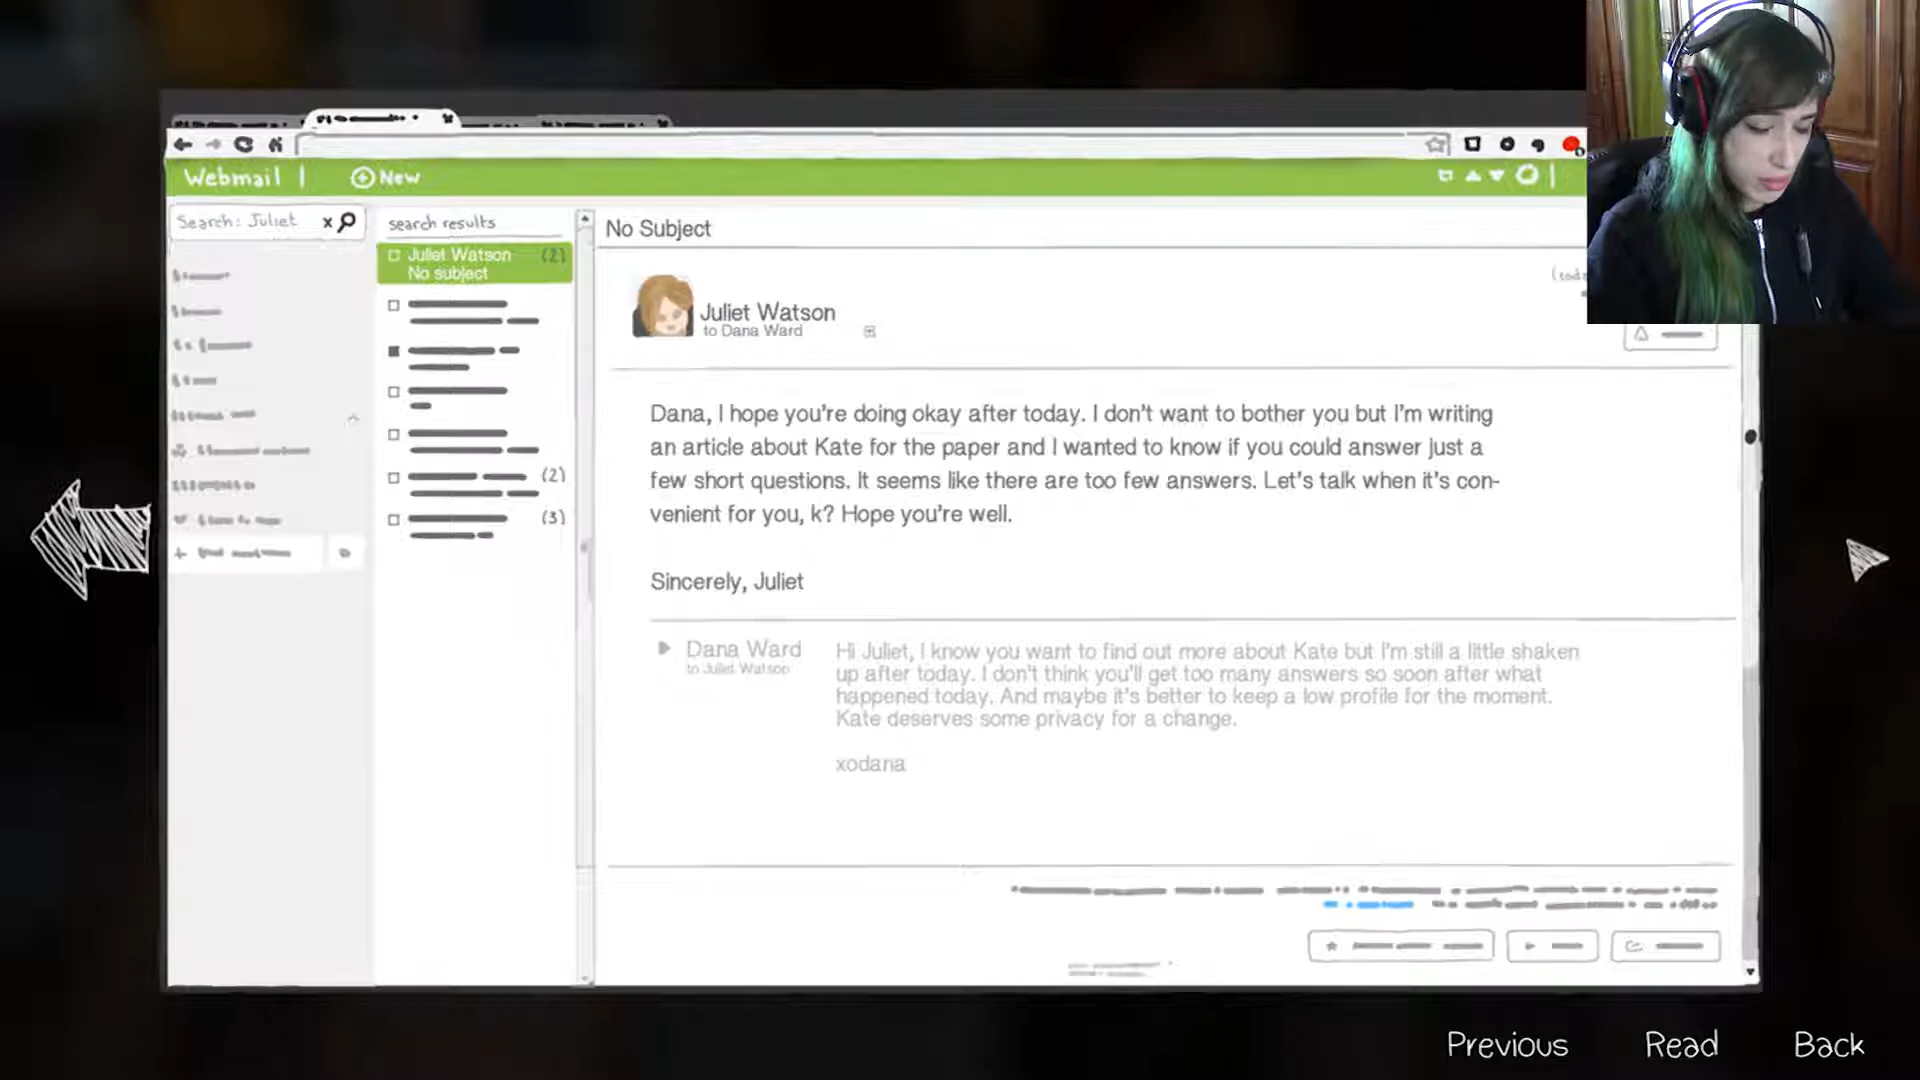 Webmail
New
Search: Juliet x
search results
Juliet Watson (2)
No subject
(2)
(3)
No Subject
Juliet Watson
to Dana Ward
Dana, I hope you're doing okay after today. I don't want to bother you but I'm writing
an article about Kate for the paper and I wanted to know if you could answer just a
few short questions. It seems like there are too few answers. Let's talk when it's con-
venient for you, k? Hope you're well.
Sincerely, Juliet
Dana Ward
to Juliet Watson
Hi Juliet, I know you want to find out more about Kate but I'm still a little shaken
up after today. I don't think you'll get too many answers so soon after what
happened today. And maybe it's better to keep a low profile for the moment.
Kate deserves some privacy for a change.
xodana
Previous Read Back